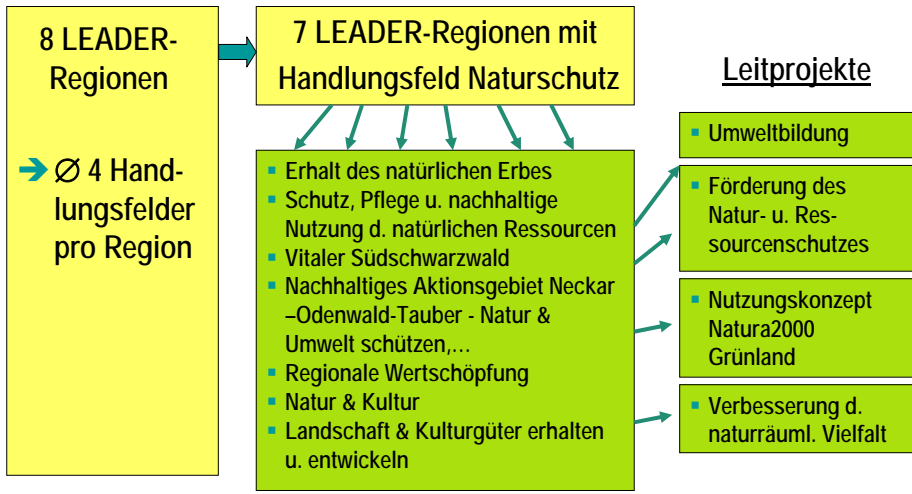 8 LEADER-
Regionen
➔ Ø 4 Hand-
lungsfelder
pro Region
7 LEADER-Regionen mit
Handlungsfeld Naturschutz
▪ Erhalt des natürlichen Erbes
▪ Schutz, Pflege u. nachhaltige
Nutzung d. natürlichen Ressourcen
▪ Vitaler Südschwarzwald
▪ Nachhaltiges Aktionsgebiet Neckar
–Odenwald-Tauber - Natur &
Umwelt schützen,...
▪ Regionale Wertschöpfung
▪ Natur & Kultur
▪ Landschaft & Kulturgüter erhalten
u. entwickeln
Leitprojekte
▪ Umweltbildung
▪ Förderung des
Natur- u. Res-
sourcenschutzes
▪ Nutzungskonzept
Natura2000
Grünland
▪ Verbesserung d.
naturräuml. Vielfalt